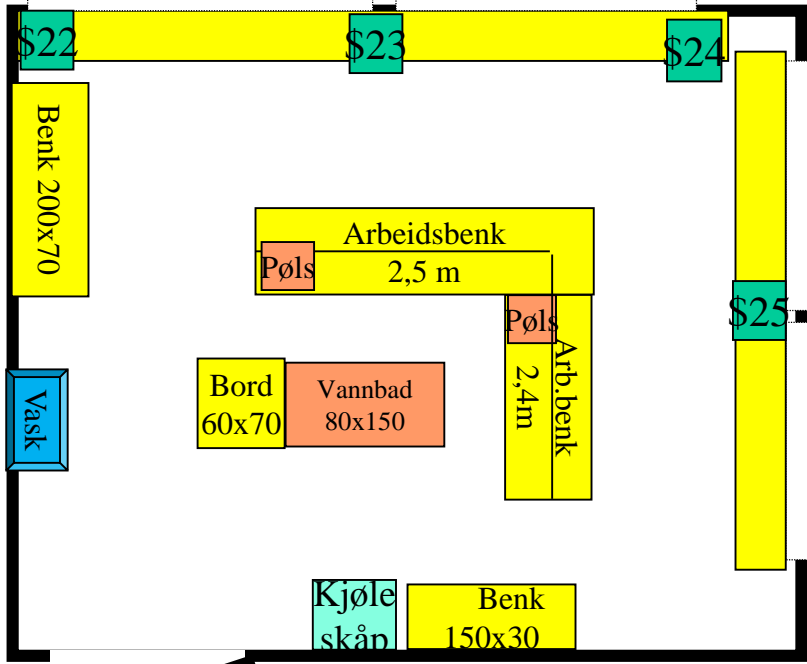 $22
$23
$24
Benk 200x70
Arbeidsbenk
2,5 m
Pøls
Pøls
$25
Arb.benk
2,4m
Bord
60x70
Vannbad
80x150
Vask
Kjøle
skåp
Benk
150x30